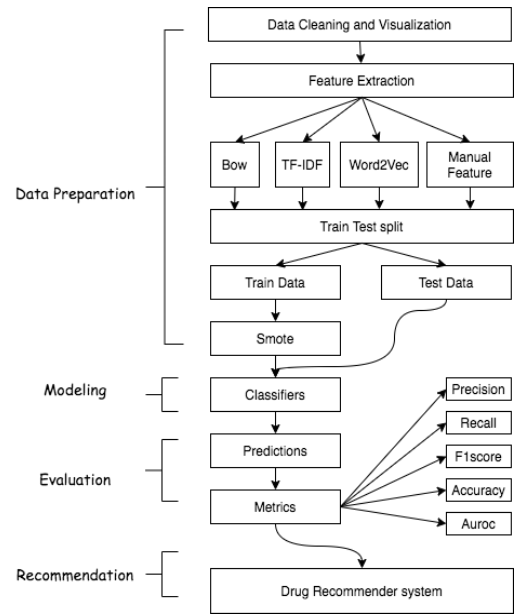 Data Cleaning and Visualization
Feature Extraction
Bow
TF-IDF
Word2Vec
Manual
Feature
Data Preparation
Train Test split
Train Data
Test Data
Smote
Modeling
Classifiers
Precision
Recall
Predictions
F1score
Evaluation
Accuracy
Metrics
Auroc
Recommendation
Drug Recommender system